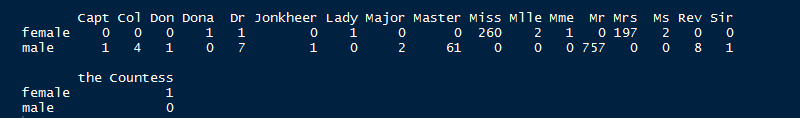 Capt Col Don Dona Dr Jonkheer Lady Major Master Miss Mlle Mme Mr Mrs Ms Rev Sir
female 0 0 0 1 1 0 1 0 0 260 2 1 0 197 2 0 0
male 1 4 1 0 7 1 0 2 61 0 0 0 757 0 0 8 1
the Countess
female 1
male 0